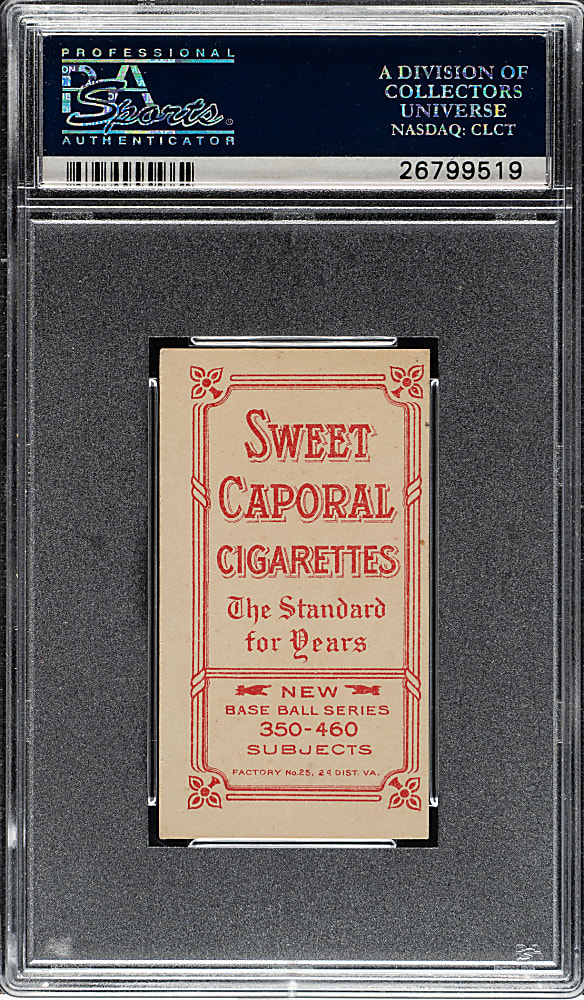 PROFESSIONAL
PSA
Sports
AUTHENTICATOR
A DIVISION OF
COLLECTORS
UNIVERSE
NASDAQ: CLCT
26799519
SWEET
CAPORAL
CIGARETTES
The Standard
for Years
NEW
BASE BALL SERIES
350-460
SUBJECTS
FACTORY No.25, 2d DIST. VA.